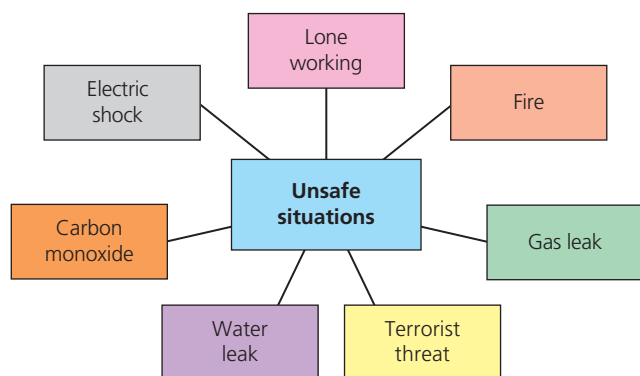 Lone
working
Electric
shock
Fire
Unsafe
situations
Carbon
monoxide
Gas leak
Water
leak
Terrorist
threat